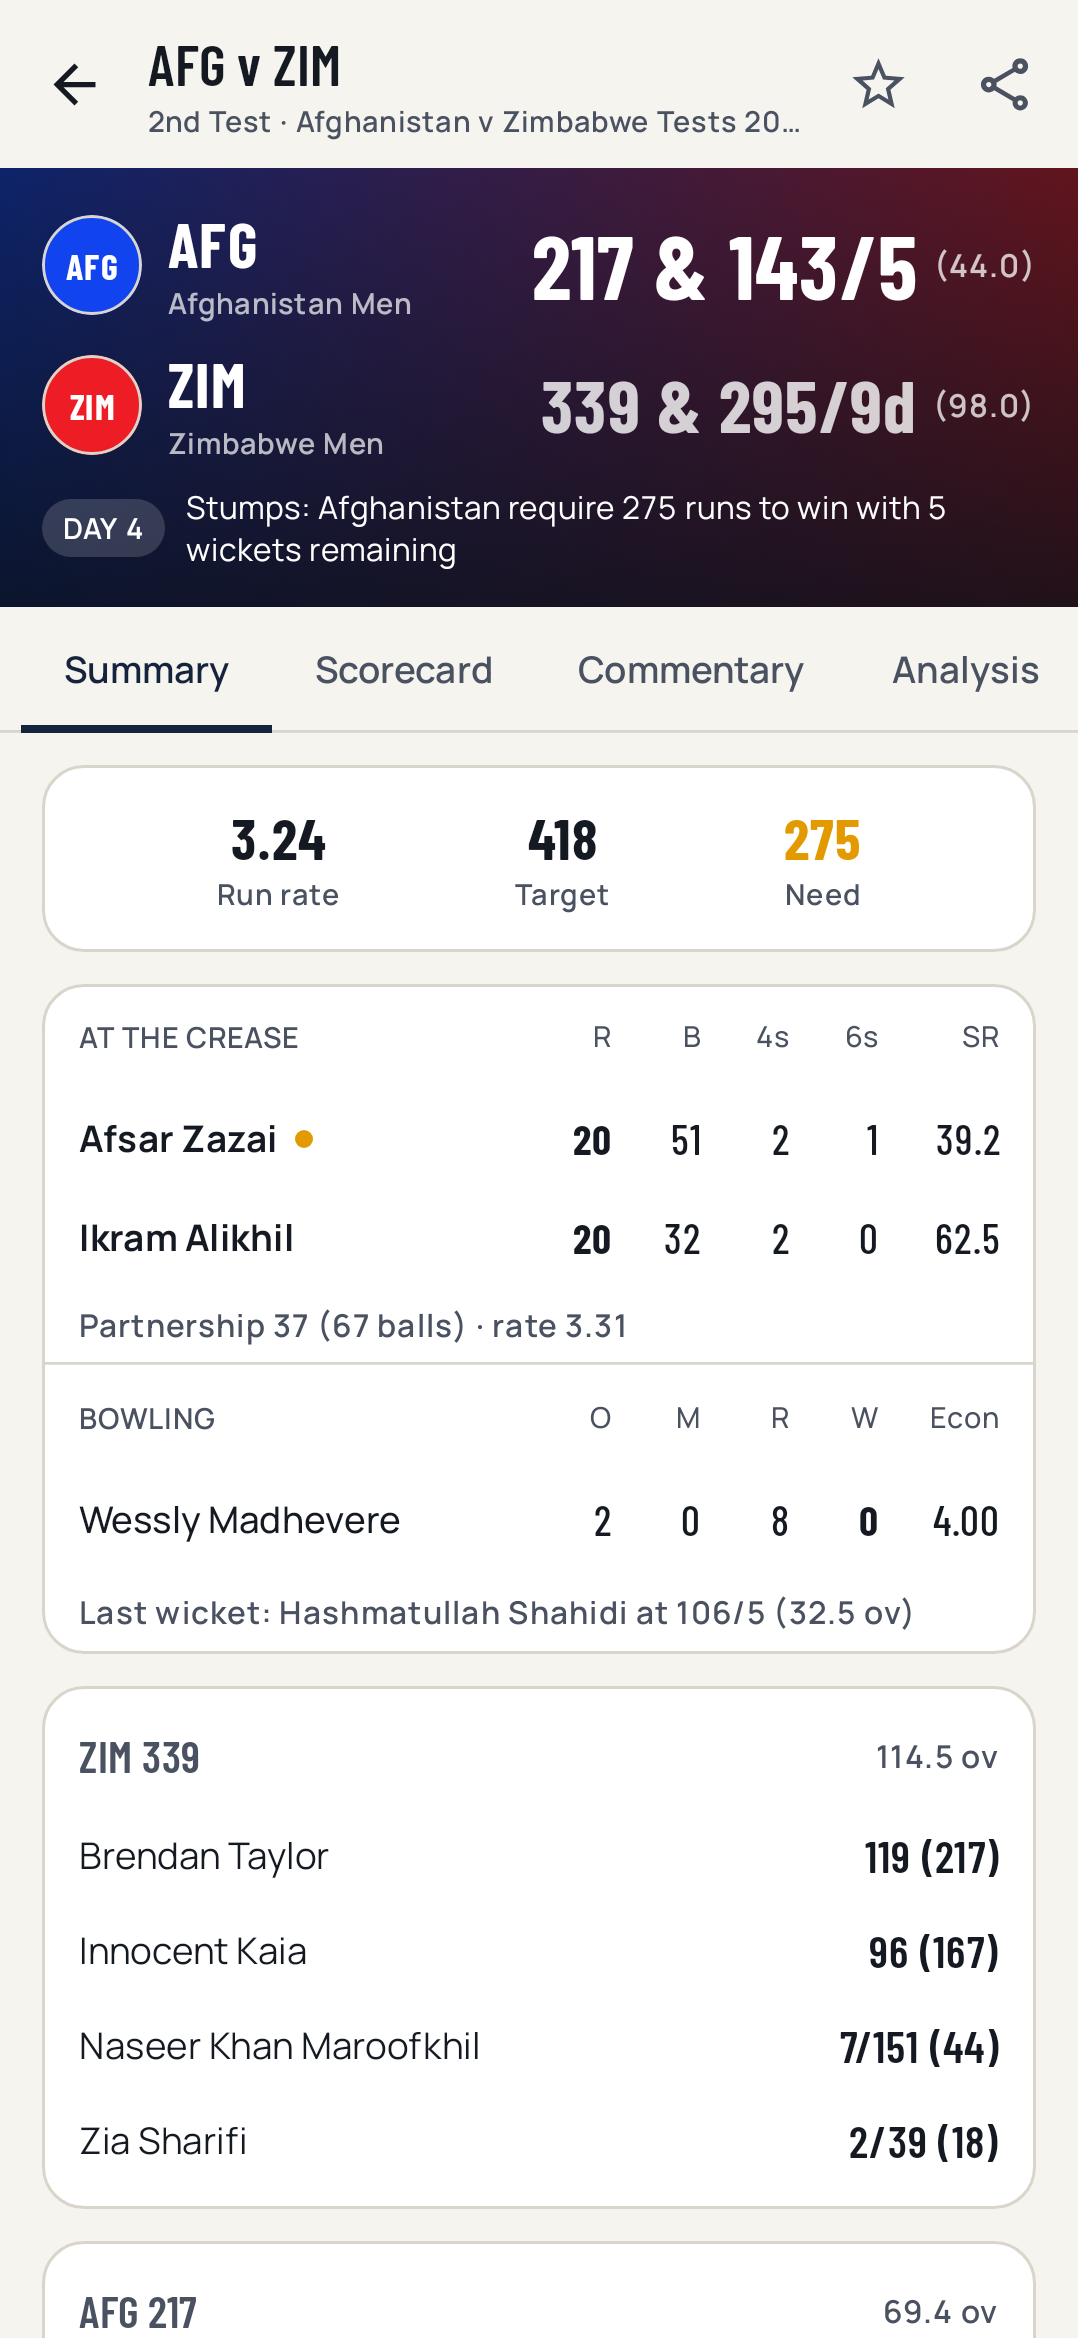 AFG v ZIM
2nd Test · Afghanistan v Zimbabwe Tests 20...
AFG AFG 217 & 143/5 (44.0)
Afghanistan Men
ZIM ZIM 339 & 295/9d (98.0)
Zimbabwe Men
DAY 4 Stumps: Afghanistan require 275 runs to win with 5
wickets remaining
Summary Scorecard Commentary Analysis
3.24 418 275
Run rate Target Need
AT THE CREASE R B 4s 6s SR
Afsar Zazai 20 51 2 1 39.2
Ikram Alikhil 20 32 2 0 62.5
Partnership 37 (67 balls) · rate 3.31
BOWLING O M R W Econ
Wessly Madhevere 2 0 8 0 4.00
Last wicket: Hashmatullah Shahidi at 106/5 (32.5 ov)
ZIM 339 114.5 ov
Brendan Taylor 119 (217)
Innocent Kaia 96 (167)
Naseer Khan Maroofkhil 7/151 (44)
Zia Sharifi 2/39 (18)
AFG 217 69.4 ov